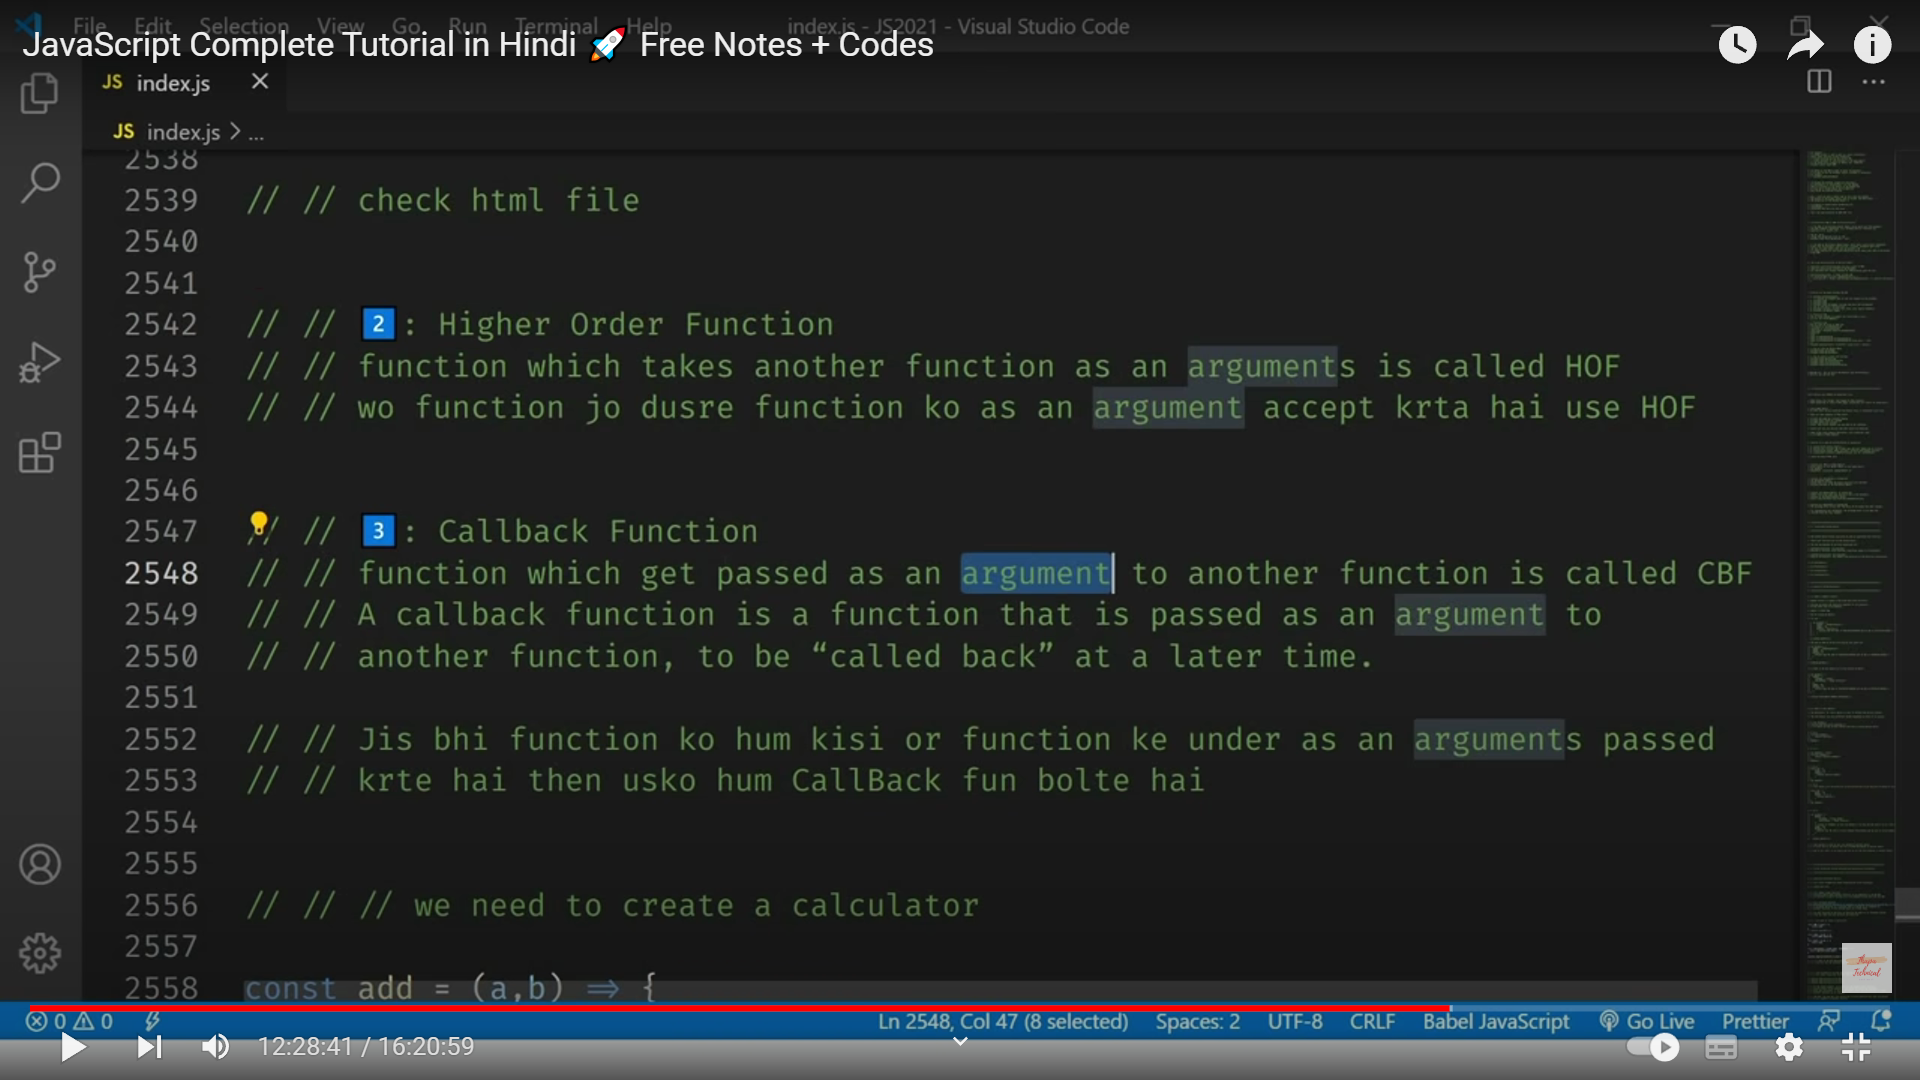 File Edit Selection View Go Run Terminal Help index.js - JS2021 - Visual Studio Code
JavaScript Complete Tutorial in Hindi 🚀 Free Notes + Codes
JS index.js
JS index.js > ...
2538
2539 // // check html file
2540
2541
2542 // // 2️⃣: Higher Order Function
2543 // // function which takes another function as an arguments is called HOF
2544 // // wo function jo dusre function ko as an argument accept krta hai use HOF
2545
2546
2547 // // 3️⃣: Callback Function
2548 // // function which get passed as an argument to another function is called CBF
2549 // // A callback function is a function that is passed as an argument to
2550 // // another function, to be “called back” at a later time.
2551
2552 // // Jis bhi function ko hum kisi or function ke under as an arguments passed
2553 // // krte hai then usko hum CallBack fun bolte hai
2554
2555
2556 // // // we need to create a calculator
2557
2558 const add = (a,b) => {
Thapa Technical
0 0 Ln 2548, Col 47 (8 selected) Spaces: 2 UTF-8 CRLF Babel JavaScript Go Live Prettier
12:28:41 / 16:20:59